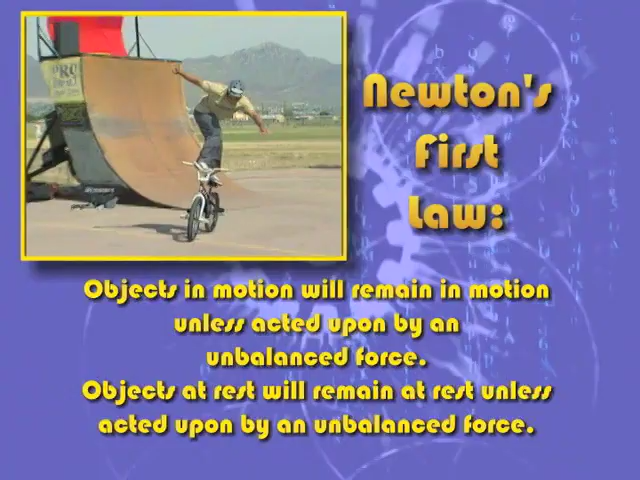 PRO
Newton's
First
Law:
Objects in motion will remain in motion
unless acted upon by an
unbalanced force.
Objects at rest will remain at rest unless
acted upon by an unbalanced force.